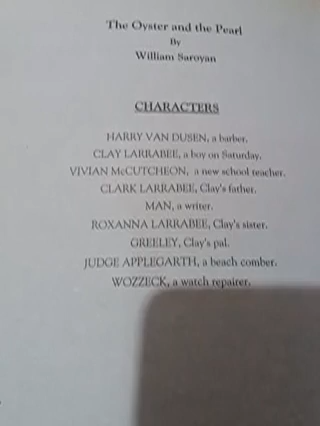 The Oyster and the Pearl
By
William Saroyan
CHARACTERS
HARRY VAN DUSEN, a barber.
CLAY LARRABEE, a boy on Saturday.
VIVIAN McCUTCHEON, a new school teacher.
CLARK LARRABEE, Clay's father.
MAN, a writer.
ROXANNA LARRABEE, Clay's sister.
GREELEY, Clay's pal.
JUDGE APPLEGARTH, a beach comber.
WOZZECK, a watch repairer.